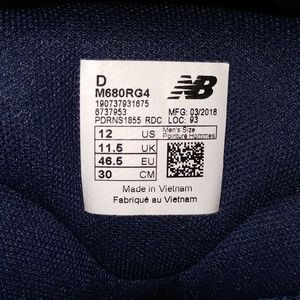 D
NB
M680RG4
190737931675
6737953 MFG: 03/2018
PDRNS1855 RDC LOC: 93
12 US Men's Size
Pointure Hommes
11.5 UK
46.5 EU
30 CM
Made in Vietnam
Fabriqué au Vietnam